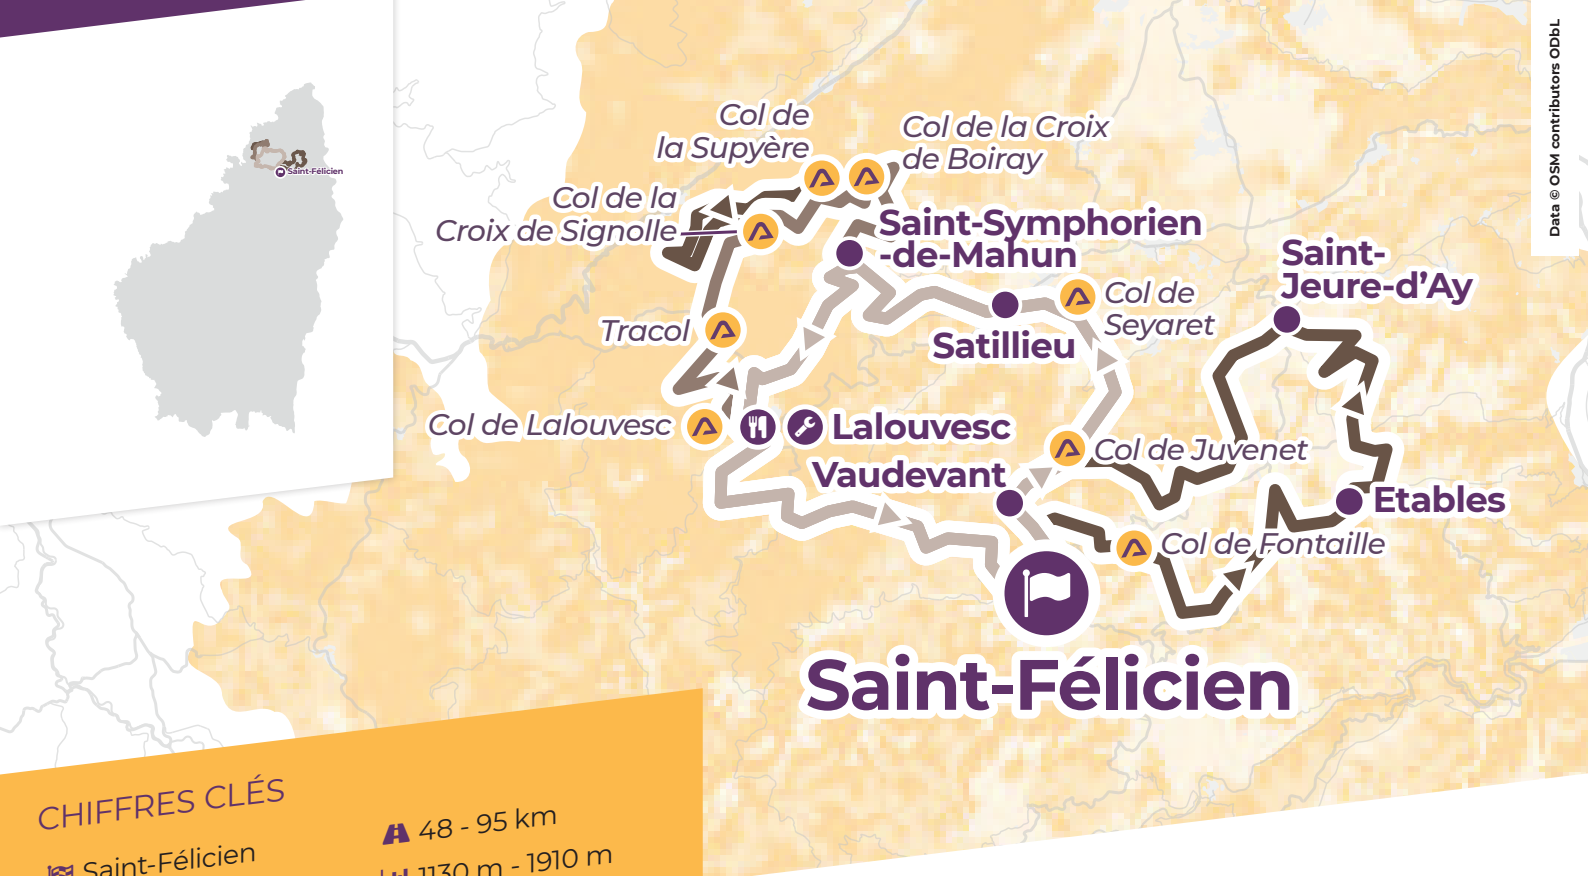 Data © OSM contributors ODbL
Saint-Félicien
Col de
la Supyère
Col de la Croix
de Boiray
Col de la
Croix de Signolle
Saint-Symphorien
-de-Mahun
Saint-
Jeure-d'Ay
Col de
Seyaret
Tracol
Satillieu
Col de Lalouvesc
Lalouvesc
Col de Juvenet
Vaudevant
Etables
Col de Fontaille
Saint-Félicien
CHIFFRES CLÉS
Saint-Félicien
48 - 95 km
1130 m - 1910 m